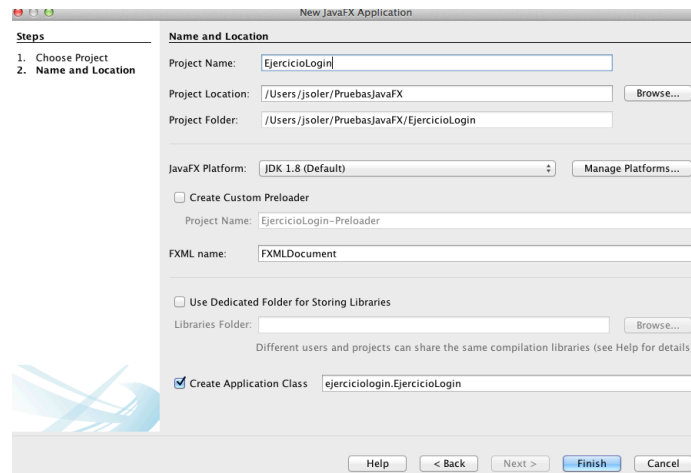 New JavaFX Application
Steps
1. Choose Project
2. Name and Location
Name and Location
Project Name: EjercicioLogin
Project Location: /Users/jsoler/PruebasJavaFX Browse...
Project Folder: /Users/jsoler/PruebasJavaFX/EjercicioLogin
JavaFX Platform: JDK 1.8 (Default) Manage Platforms...
Create Custom Preloader
Project Name: EjercicioLogin-Preloader
FXML name: FXMLDocument
Use Dedicated Folder for Storing Libraries
Libraries Folder: Browse...
Different users and projects can share the same compilation libraries (see Help for details
Create Application Class ejerciciologin.EjercicioLogin
Help < Back Next > Finish Cancel